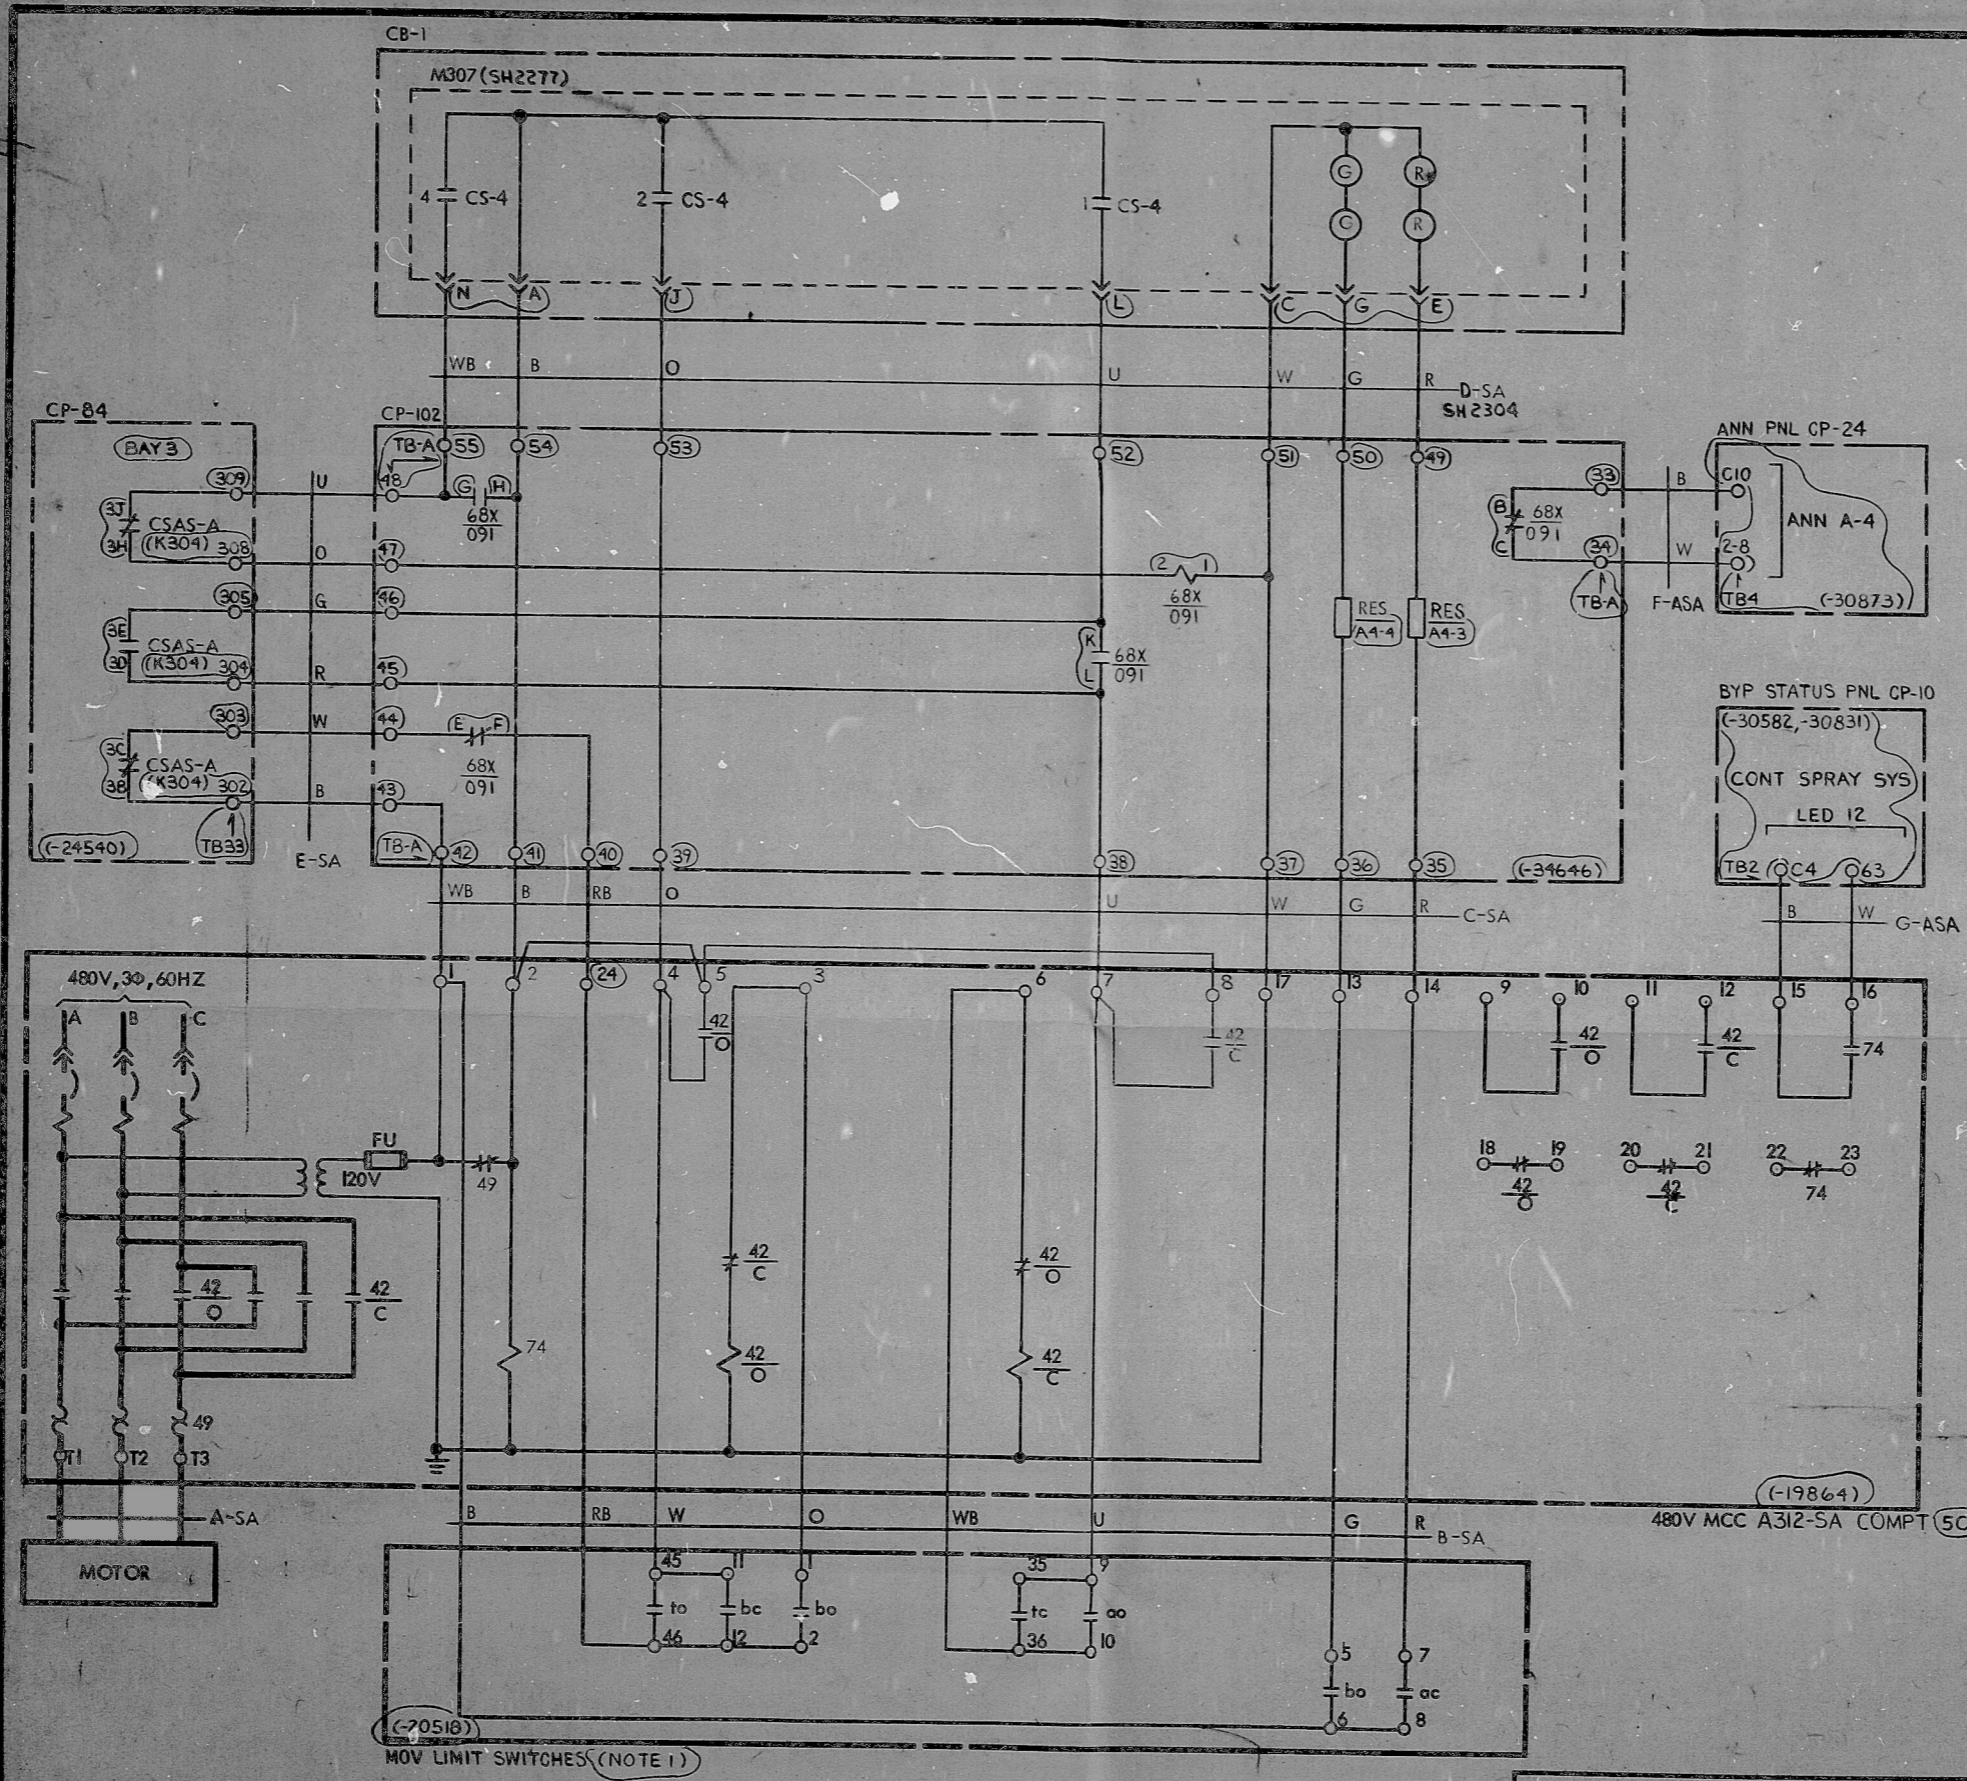 CB-1
M307 (SH2277)
4 CS-4
2 CS-4
1 CS-4
G R
C R
N A J L C G E
WB B O U W G R D-SA
SH2304
CP-84
BAY 3
CP-102
TB-A 55 54 53 52 51 50 49
309 U 48
G H
68X
091
3J
3H
CSAS-A
(K304) 308
O 47
2 1
68X
091
305 G 46
3E
3D
CSAS-A
(K304) 304
R 45
K
L
68X
091
RES
A4-4
RES
A4-3
303 W 44
E F
68X
091
3C
3B
CSAS-A
(K304) 302
B 43
TB33
(-24540)
E-SA
TB-A 42 41 40 39 38 37 36 35 (-34646)
B
C
68X
091
33
34
TB-A
B
W
F-ASA
ANN PNL CP-24
C10
ANN A-4
2-8
TB4 (-30873)
BYP STATUS PNL CP-10
(-30582,-30831)
CONT SPRAY SYS
LED 12
TB2 C4 63
B W G-ASA
WB B RB O U W G R C-SA
480V,3Φ,60HZ
A B C
1 2 24 4 5 3 6 7 8 17 13 14 9 10 11 12 15 16
42
O
42
C
42
O
42
C
74
FU
120V
49
18 19
42
O
20 21
42
C
22 23
74
42
C
42
O
42
O
42
C
74
42
O
42
C
49
T1 T2 T3
(-19864)
480V MCC A312-SA COMPT 5C
A-SA
MOTOR
B RB W O WB U G R B-SA
45 11 1 35 9
to bc bo tc ao
46 12 2 36 10
5 7
bo ac
6 8
(-20518)
MOV LIMIT SWITCHES (NOTE 1)